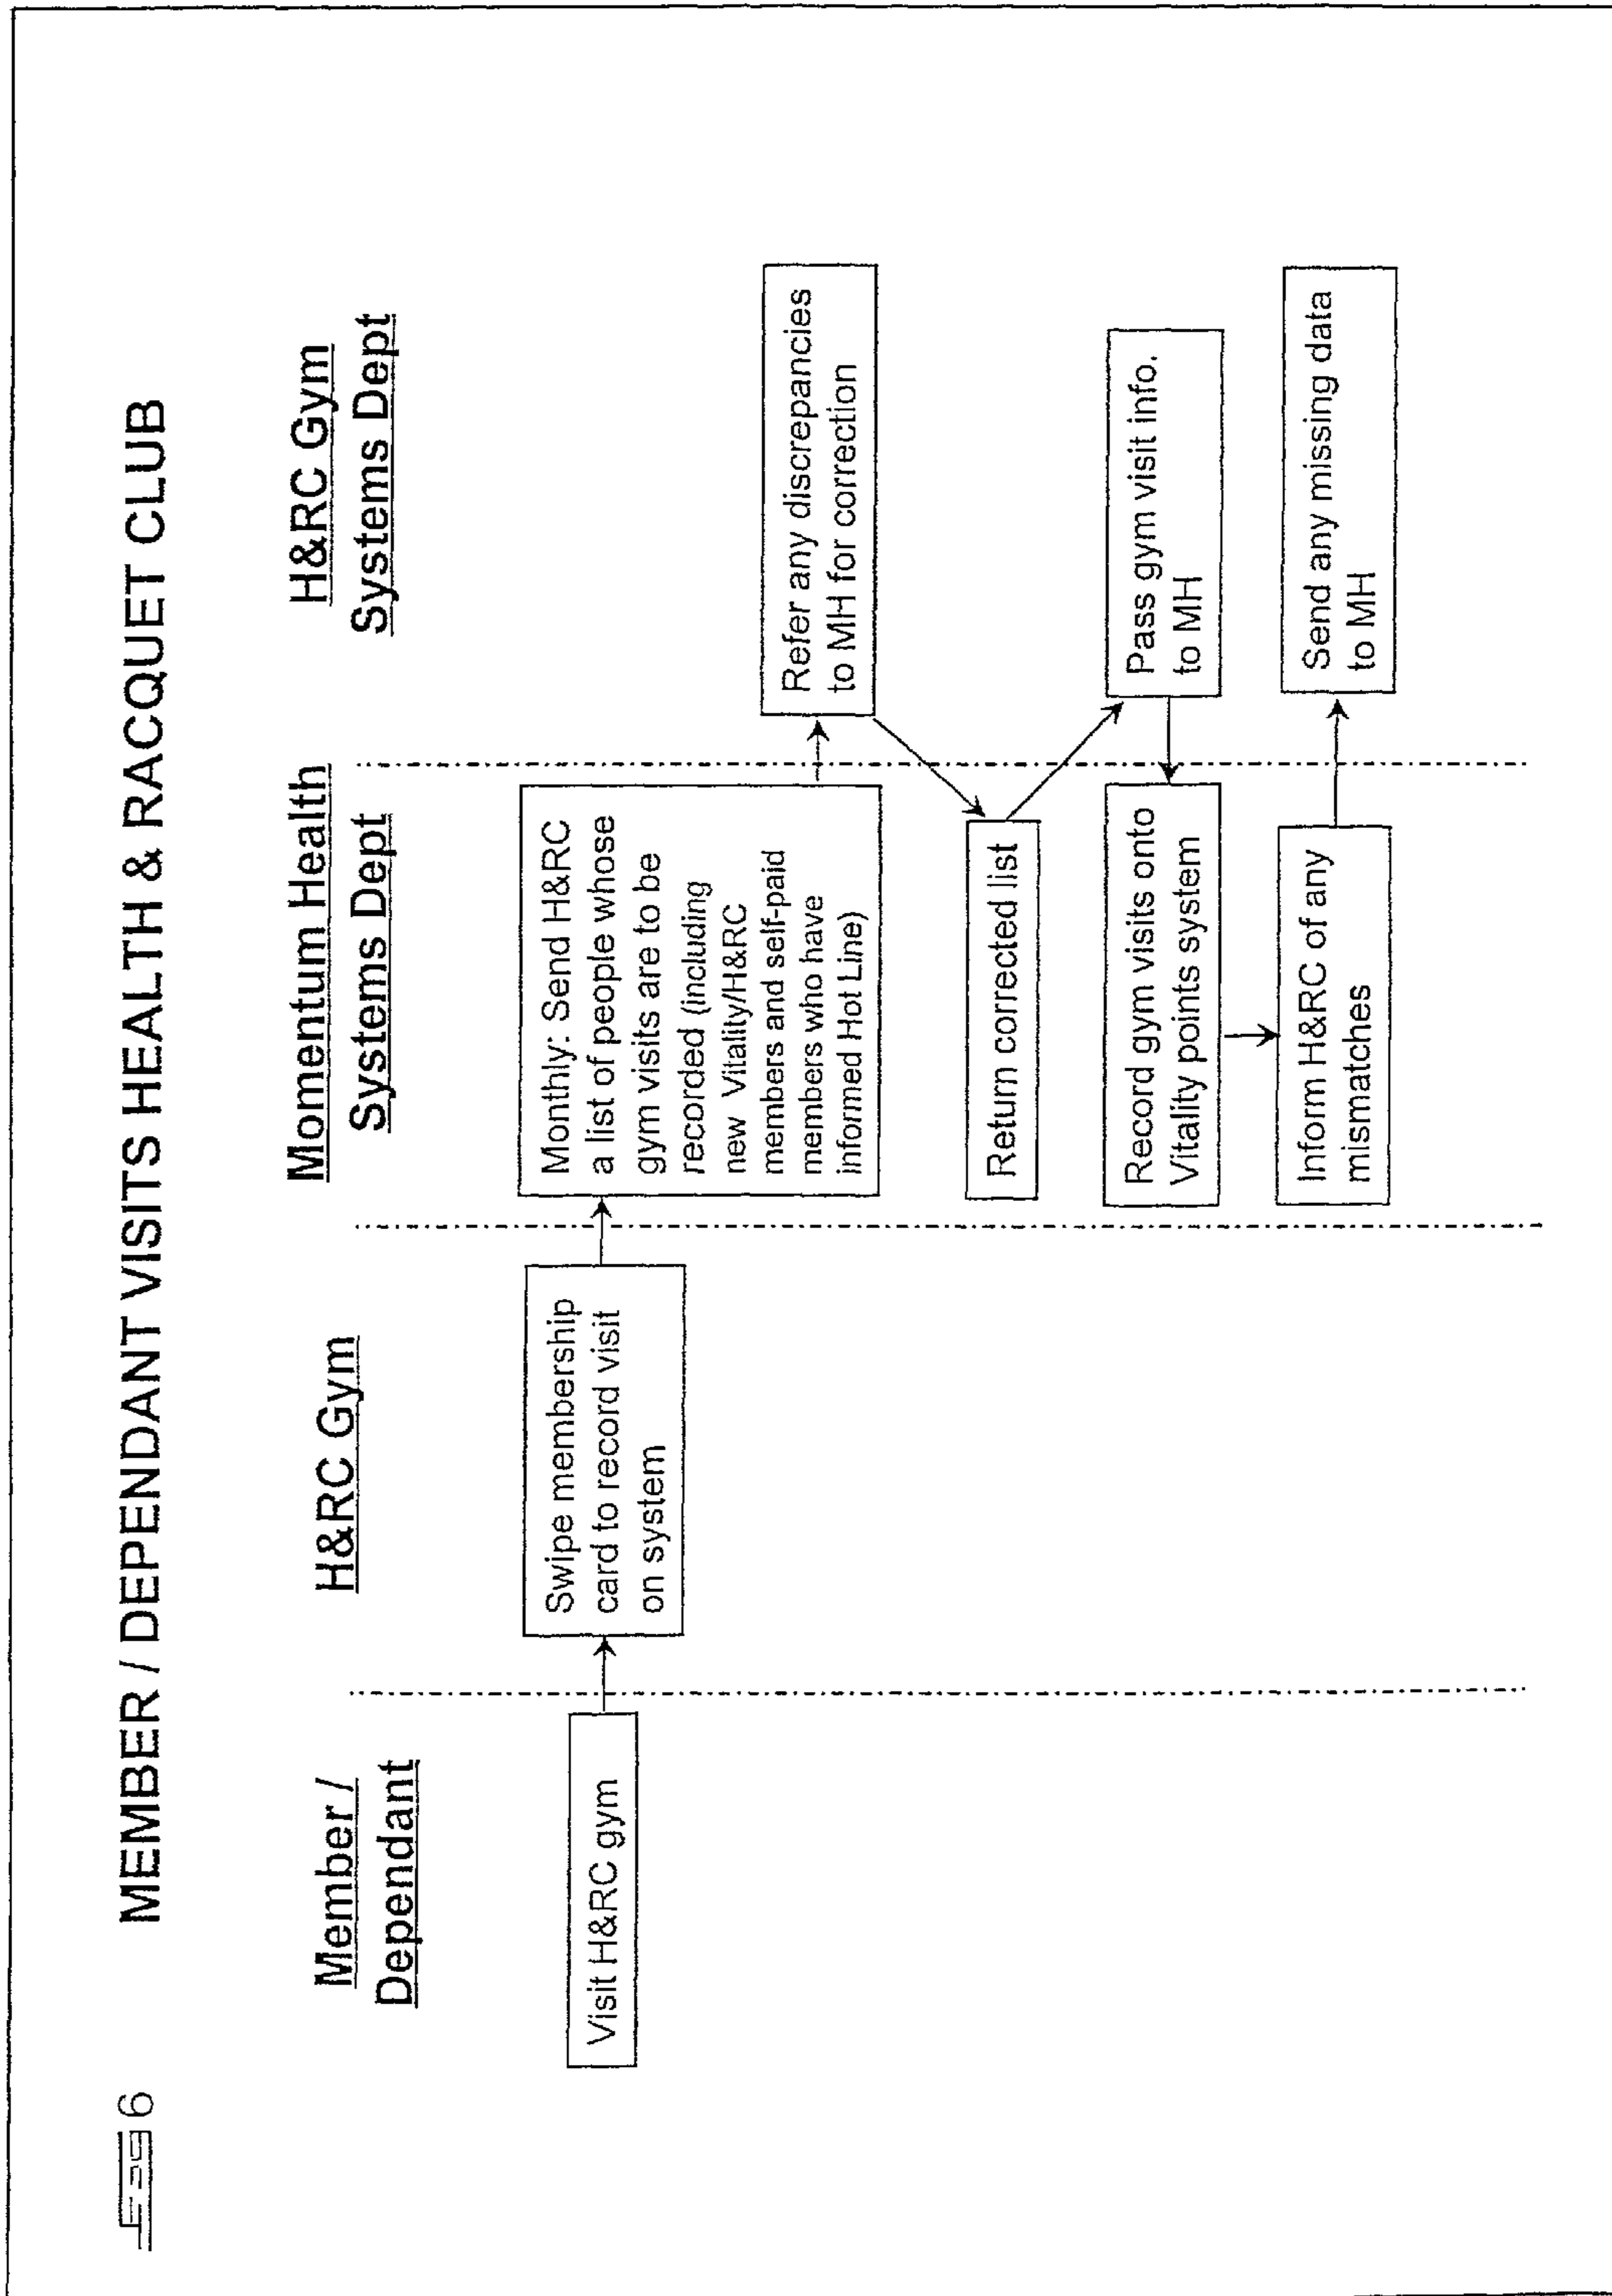 6
MEMBER / DEPENDANT VISITS HEALTH & RACQUET CLUB
Member /
Dependant
H&RC Gym
Momentum Health
Systems Dept
H&RC Gym
Systems Dept
Visit H&RC gym
Swipe membership
card to record visit
on system
Monthly: Send H&RC
a list of people whose
gym visits are to be
recorded (including
new Vitality/H&RC
members and self-paid
members who have
informed Hot Line)
Refer any discrepancies
to MH for correction
Return corrected list
Pass gym visit info.
to MH
Record gym visits onto
Vitality points system
Inform H&RC of any
mismatches
Send any missing data
to MH